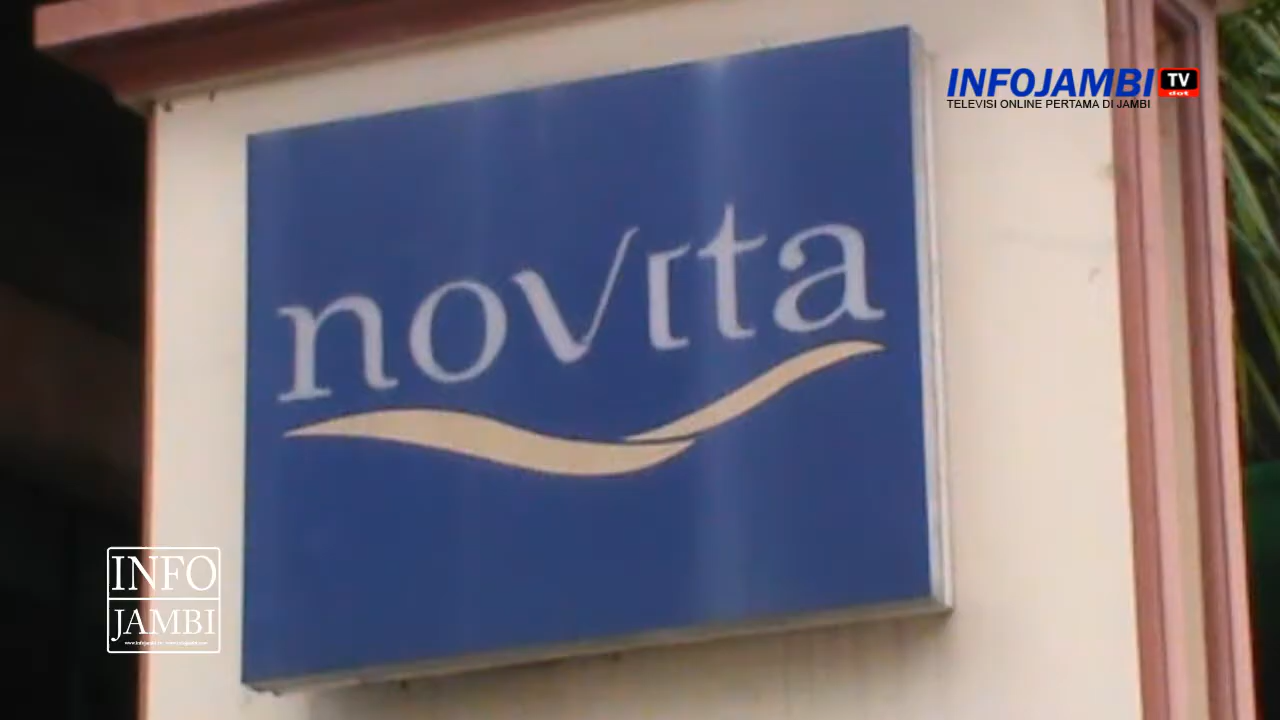 INFOJAMBI TV
dot
TELEVISI ONLINE PERTAMA DI JAMBI
novita
INFO
JAMBI